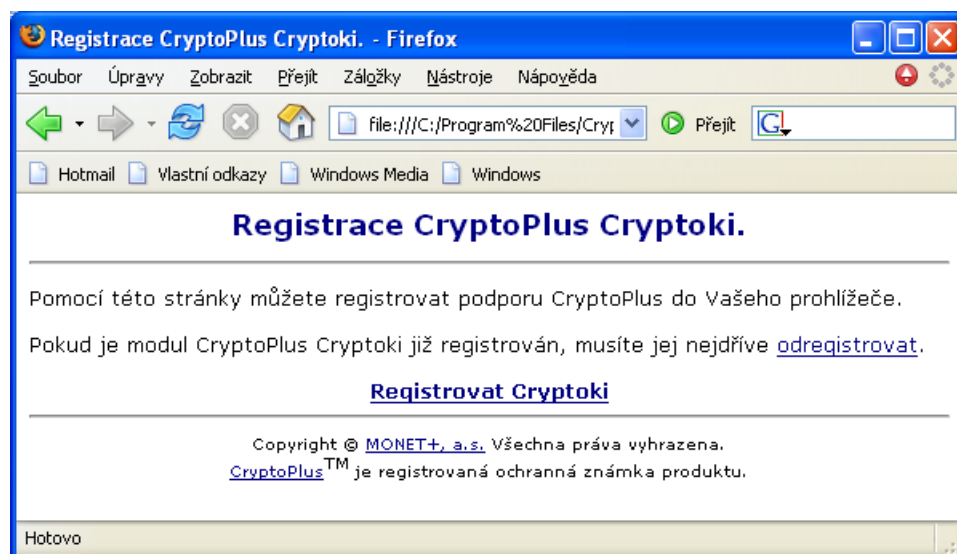 Registrace CryptoPlus Cryptoki. - Firefox
Soubor Úpravy Zobrazit Přejít Záložky Nástroje Nápověda
file:///C:/Program%20Files/Cryp Přejít G
Hotmail Vlastní odkazy Windows Media Windows
Registrace CryptoPlus Cryptoki.
Pomocí této stránky můžete registrovat podporu CryptoPlus do Vašeho prohlížeče.
Pokud je modul CryptoPlus Cryptoki již registrován, musíte jej nejdříve odregistrovat.
Registrovat Cryptoki
Copyright © MONET+, a.s. Všechna práva vyhrazena.
CryptoPlus™ je registrovaná ochranná známka produktu.
Hotovo